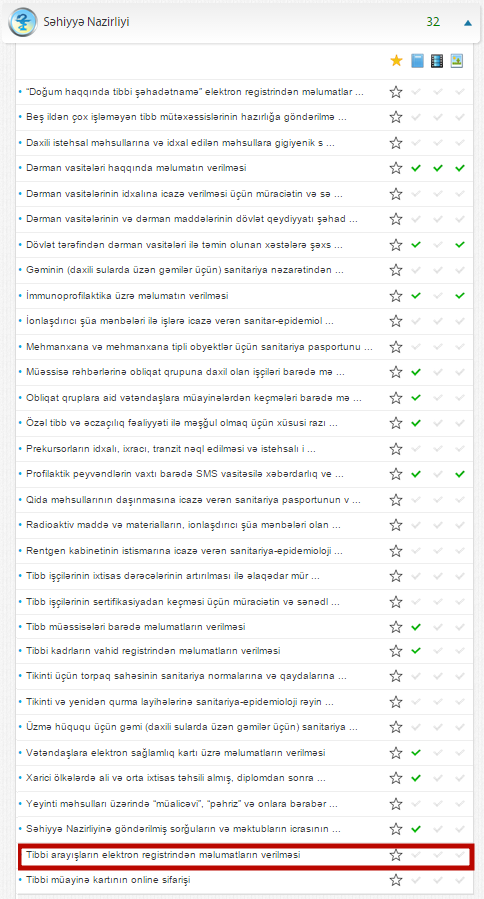 Səhiyyə Nazirliyi 32
“Doğum haqqında tibbi şəhadətnamə” elektron registrindən məlumatlar ...
Beş ildən çox işləməyən tibb mütəxəssislərinin hazırlığa göndərilmə ...
Daxili istehsal məhsullarına və idxal edilən məhsullara gigiyenik s ...
Dərman vasitələri haqqında məlumatın verilməsi
Dərman vasitələrinin idxalına icazə verilməsi üçün müraciətin və sə ...
Dərman vasitələrinin və dərman maddələrinin dövlət qeydiyyatı şəhad ...
Dövlət tərəfindən dərman vasitələri ilə təmin olunan xəstələrə şəxs ...
Gəminin (daxili sularda üzən gəmilər üçün) sanitariya nəzarətindən ...
İmmunoprofilaktika üzrə məlumatın verilməsi
İonlaşdırıcı şüa mənbələri ilə işlərə icazə verən sanitar-epidemiol ...
Mehmanxana və mehmanxana tipli obyektlər üçün sanitariya pasportunu ...
Müəssisə rəhbərlərinə obliqat qrupuna daxil olan işçiləri barədə mə ...
Obliqat qruplara aid vətəndaşlara müayinələrdən keçmələri barədə mə ...
Özəl tibb və əczaçılıq fəaliyyəti ilə məşğul olmaq üçün xüsusi razı ...
Prekursorların idxalı, ixracı, tranzit nəql edilməsi və istehsalı i ...
Profilaktik peyvəndlərin vaxtı barədə SMS vasitəsilə xəbərdarlıq ve ...
Qida məhsullarının daşınmasına icazə verən sanitariya pasportunun v ...
Radioaktiv maddə və materialların, ionlaşdırıcı şüa mənbələri olan ...
Rentgen kabinetinin istismarına icazə verən sanitariya-epidemioloji ...
Tibb işçilərinin ixtisas dərəcələrinin artırılması ilə əlaqədar mür ...
Tibb işçilərinin sertifikasiyadan keçməsi üçün müraciətin və sənədl ...
Tibb müəssisələri barədə məlumatların verilməsi
Tibbi kadrların vahid registrindən məlumatların verilməsi
Tikinti üçün torpaq sahəsinin sanitariya normalarına və qaydalarına ...
Tikinti və yenidən qurma layihələrinə sanitariya-epidemioloji rəyin ...
Üzmə hüququ üçün gəmi (daxili sularda üzən gəmilər üçün) sanitariya ...
Vətəndaşlara elektron sağlamlıq kartı üzrə məlumatların verilməsi
Xarici ölkələrdə ali və orta ixtisas təhsili almış, diplomdan sonra ...
Yeyinti məhsulları üzərində “müalicəvi”, “pəhriz” və onlara bərabər ...
Səhiyyə Nazirliyinə göndərilmiş sorğuların və məktubların icrasının ...
Tibbi arayışların elektron registrindən məlumatların verilməsi
Tibbi müayinə kartının online sifarişi